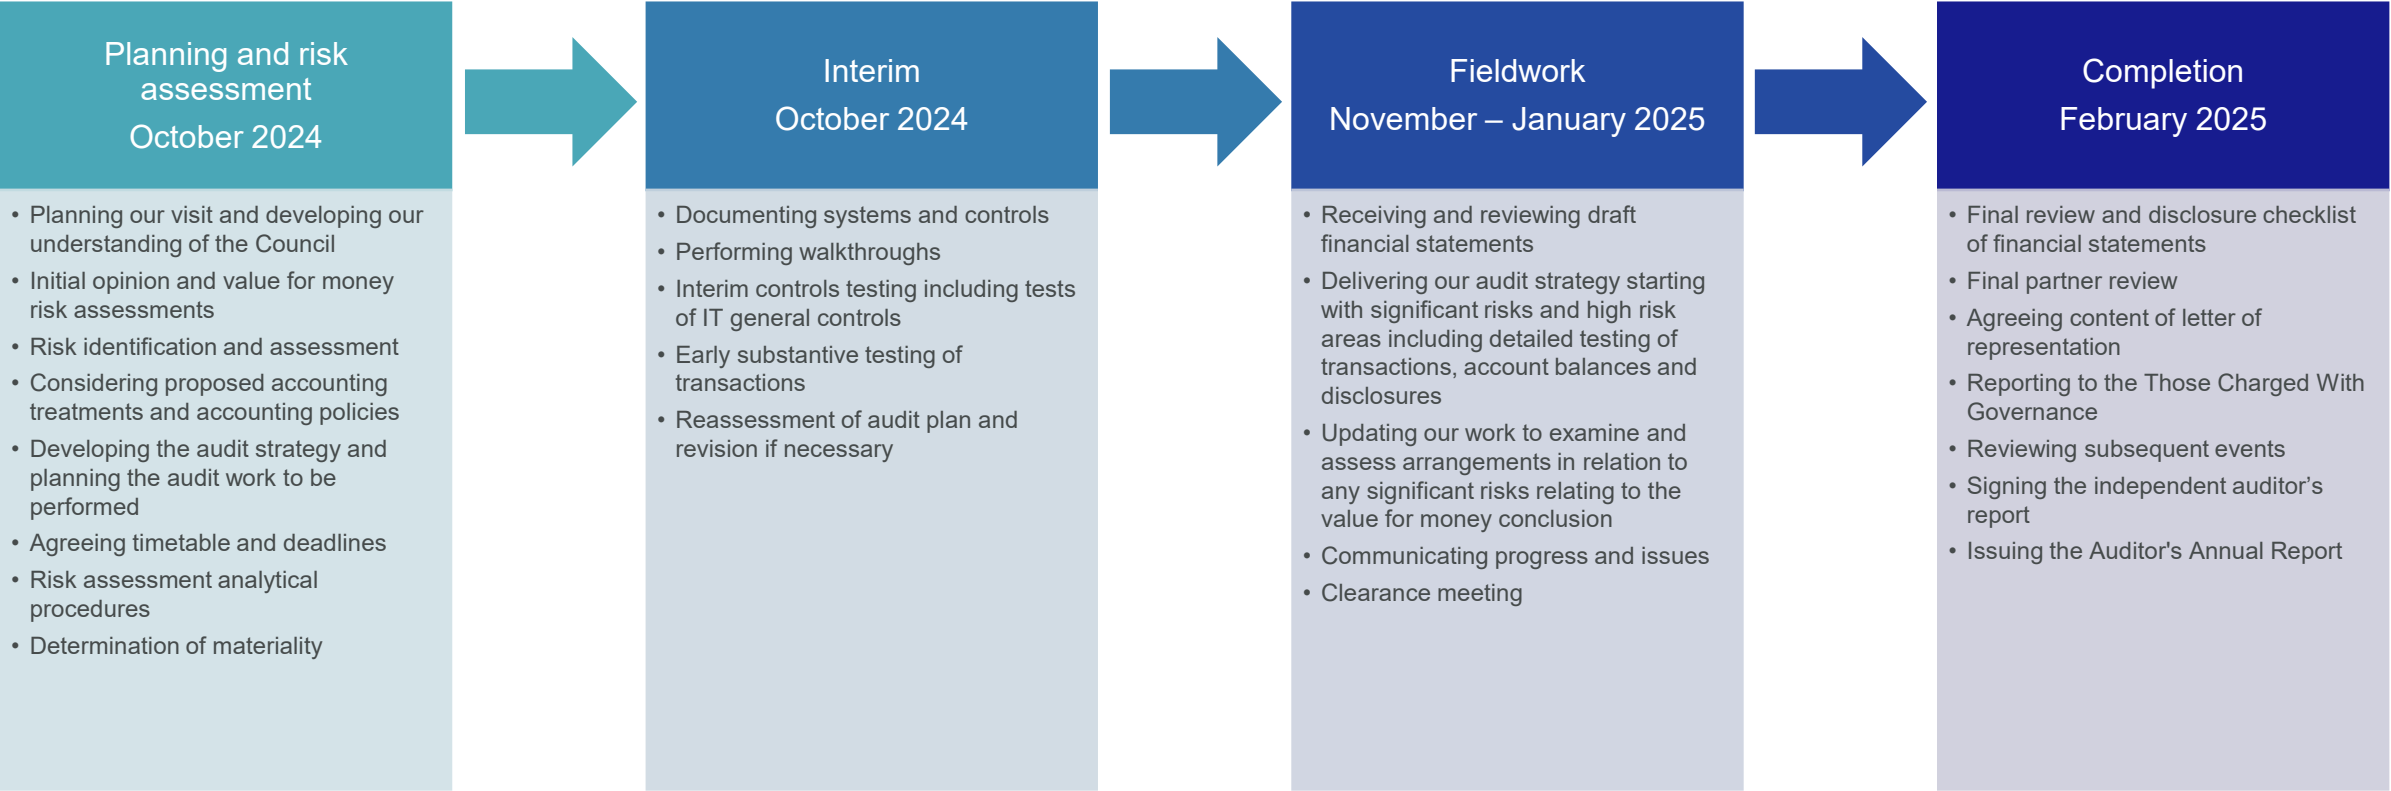 Planning and risk
assessment
October 2024
• Planning our visit and developing our
understanding of the Council
• Initial opinion and value for money
risk assessments
• Risk identification and assessment
• Considering proposed accounting
treatments and accounting policies
• Developing the audit strategy and
planning the audit work to be
performed
• Agreeing timetable and deadlines
• Risk assessment analytical
procedures
• Determination of materiality
Interim
October 2024
• Documenting systems and controls
• Performing walkthroughs
• Interim controls testing including tests
of IT general controls
• Early substantive testing of
transactions
• Reassessment of audit plan and
revision if necessary
Fieldwork
November – January 2025
• Receiving and reviewing draft
financial statements
• Delivering our audit strategy starting
with significant risks and high risk
areas including detailed testing of
transactions, account balances and
disclosures
• Updating our work to examine and
assess arrangements in relation to
any significant risks relating to the
value for money conclusion
• Communicating progress and issues
• Clearance meeting
Completion
February 2025
• Final review and disclosure checklist
of financial statements
• Final partner review
• Agreeing content of letter of
representation
• Reporting to the Those Charged With
Governance
• Reviewing subsequent events
• Signing the independent auditor’s
report
• Issuing the Auditor's Annual Report